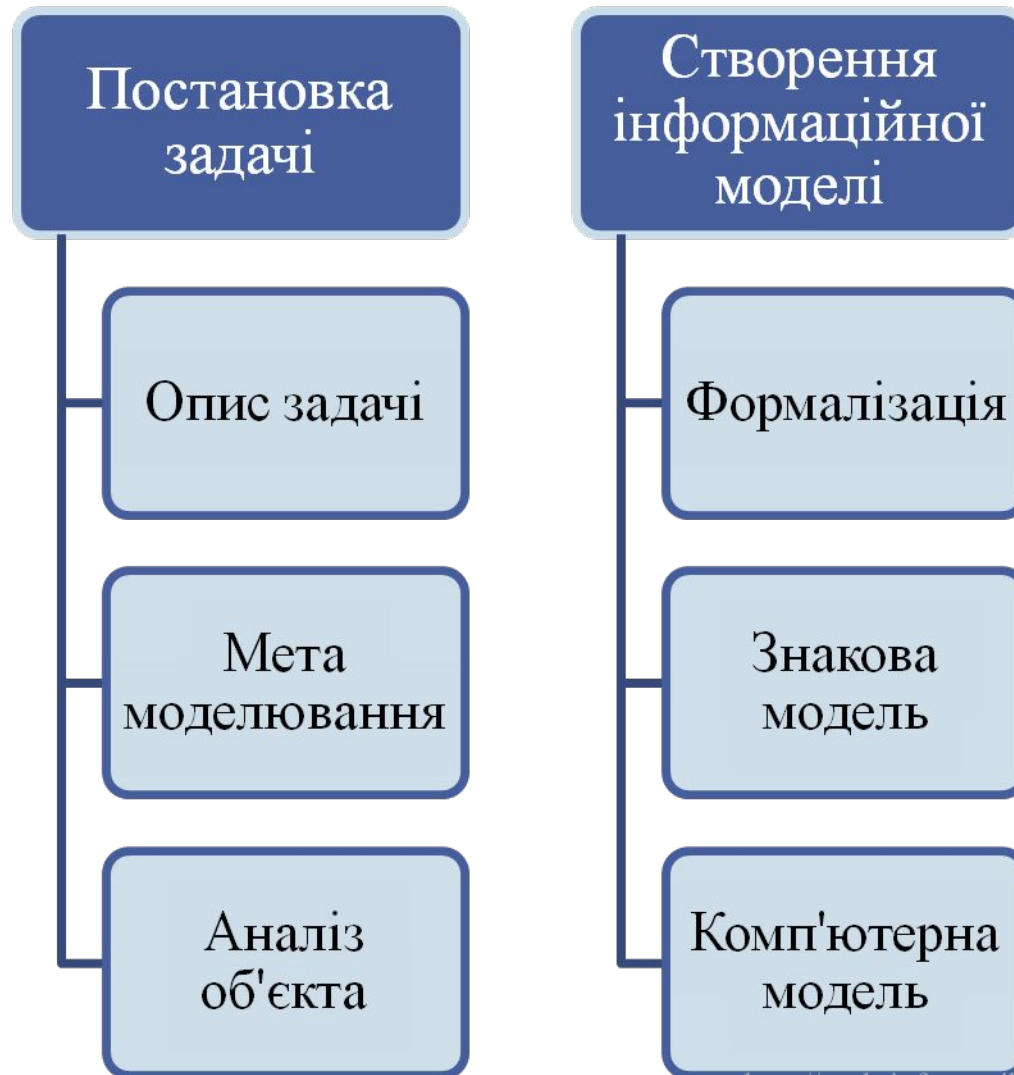 Постановка
задачі
Опис задачі
Мета
моделювання
Аналіз
об'єкта
Створення
інформаційної
моделі
Формалізація
Знакова
модель
Комп'ютерна
модель